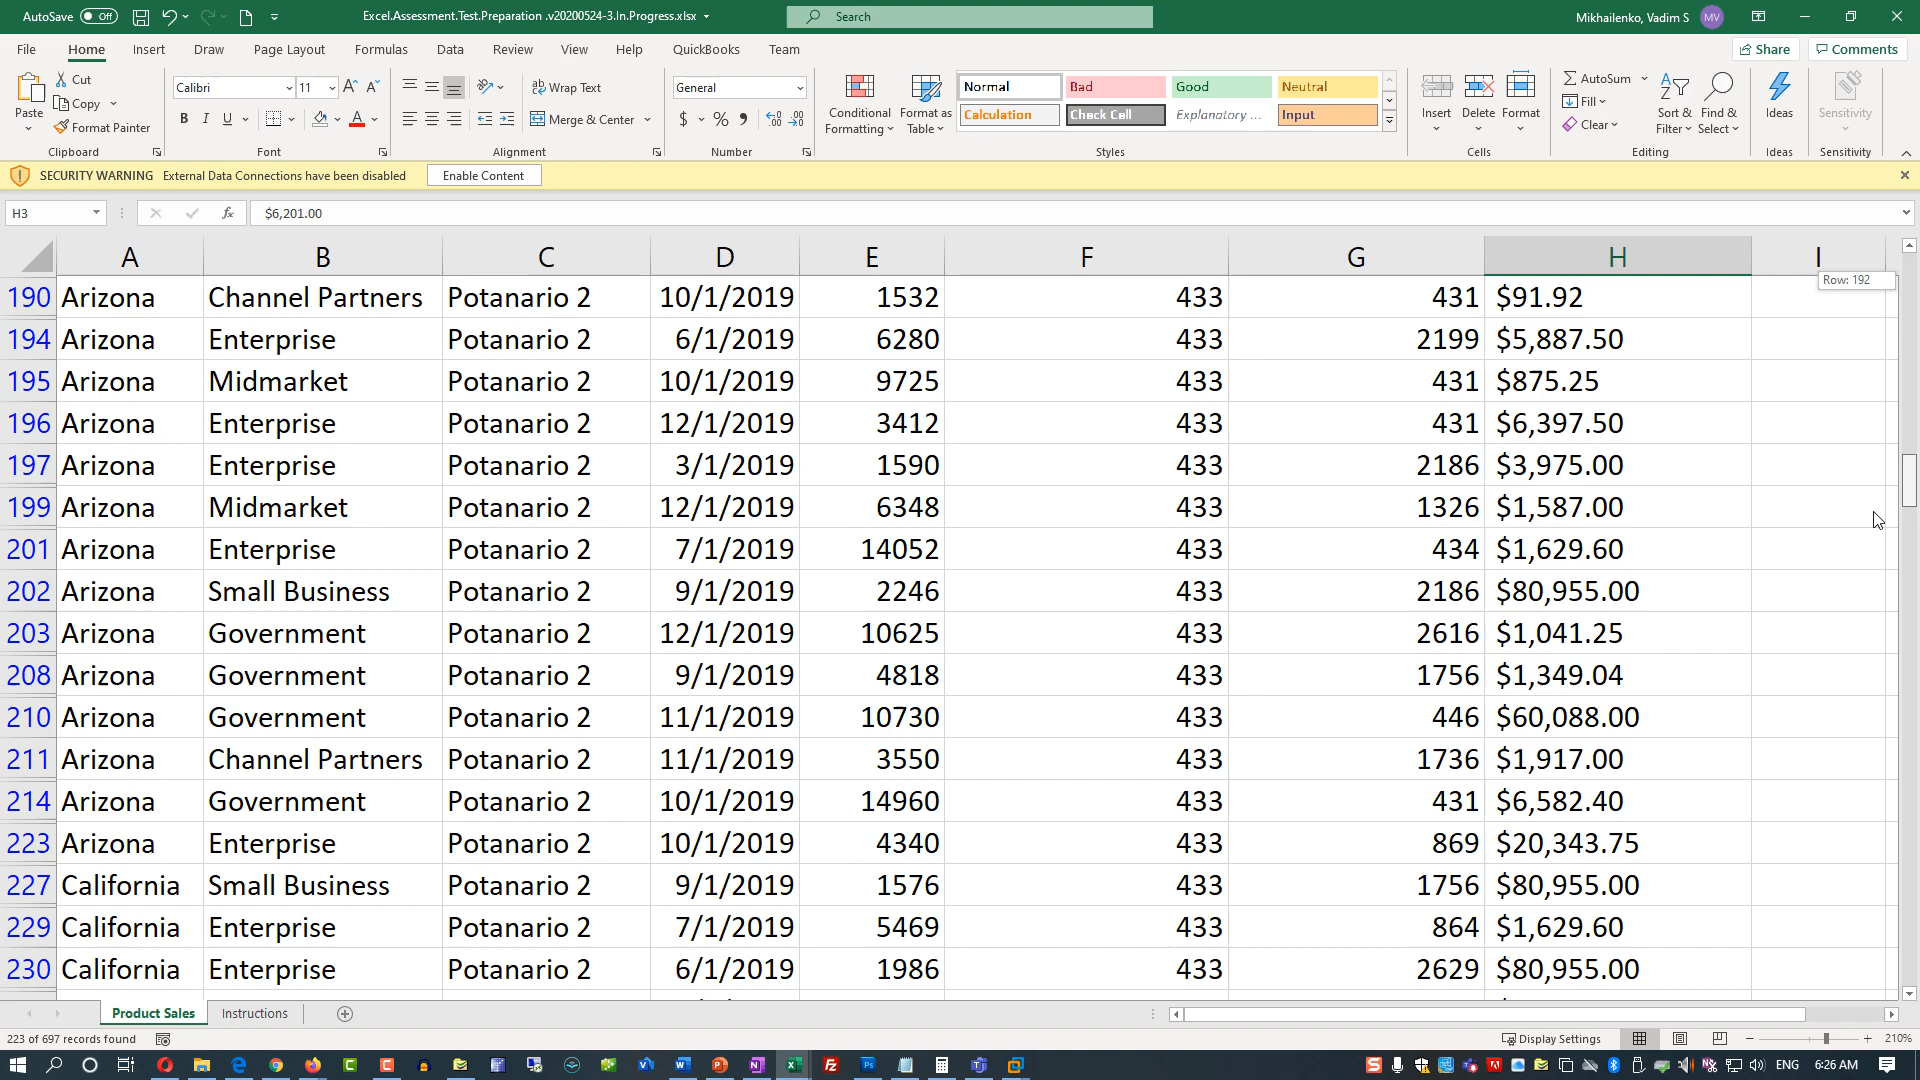 AutoSave Off Excel.Assessment.Test.Preparation .v20200524-3.In.Progress.xlsx Search Mikhailenko, Vadim S MV
File Home Insert Draw Page Layout Formulas Data Review View Help QuickBooks Team Share Comments
Paste Cut Copy Format Painter Clipboard
Calibri 11 B I U A Font
Wrap Text Merge & Center Alignment
General $ % Number
Conditional Formatting Format as Table Normal Bad Good Neutral Calculation Check Cell Explanatory ... Input Styles
Insert Delete Format Cells
AutoSum Fill Clear Sort & Filter Find & Select Editing
Ideas Ideas Sensitivity Sensitivity
SECURITY WARNING External Data Connections have been disabled Enable Content
H3 fx $6,201.00
A B C D E F G H I
Row: 192
190 Arizona Channel Partners Potanario 2 10/1/2019 1532 433 431 $91.92
194 Arizona Enterprise Potanario 2 6/1/2019 6280 433 2199 $5,887.50
195 Arizona Midmarket Potanario 2 10/1/2019 9725 433 431 $875.25
196 Arizona Enterprise Potanario 2 12/1/2019 3412 433 431 $6,397.50
197 Arizona Enterprise Potanario 2 3/1/2019 1590 433 2186 $3,975.00
199 Arizona Midmarket Potanario 2 12/1/2019 6348 433 1326 $1,587.00
201 Arizona Enterprise Potanario 2 7/1/2019 14052 433 434 $1,629.60
202 Arizona Small Business Potanario 2 9/1/2019 2246 433 2186 $80,955.00
203 Arizona Government Potanario 2 12/1/2019 10625 433 2616 $1,041.25
208 Arizona Government Potanario 2 9/1/2019 4818 433 1756 $1,349.04
210 Arizona Government Potanario 2 11/1/2019 10730 433 446 $60,088.00
211 Arizona Channel Partners Potanario 2 11/1/2019 3550 433 1736 $1,917.00
214 Arizona Government Potanario 2 10/1/2019 14960 433 431 $6,582.40
223 Arizona Enterprise Potanario 2 10/1/2019 4340 433 869 $20,343.75
227 California Small Business Potanario 2 9/1/2019 1576 433 1756 $80,955.00
229 California Enterprise Potanario 2 7/1/2019 5469 433 864 $1,629.60
230 California Enterprise Potanario 2 6/1/2019 1986 433 2629 $80,955.00
Product Sales Instructions
223 of 697 records found Display Settings 210%
ENG 6:26 AM